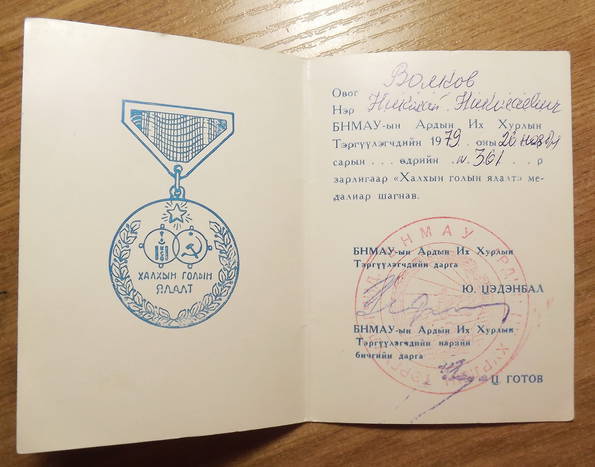 ХАЛХЫН ГОЛЫН
ЯЛАЛТ
Овог Волков
Нэр Николай Николаевич
БНМАУ-ын Ардын Их Хурлын
Тэргүүлэгчдийн 1979 оны 20 ноября
сарын . . . өдрийн № 361 . . . р
зарлигаар «Халхын голын ялалт» ме-
далиар шагнав.
БНМАУ-ын Ардын Их Хурлын
Тэргүүлэгчдийн дарга
Ю. ЦЭДЭНБАЛ
БНМАУ-ын Ардын Их Хурлын
Тэргүүлэгчдийн нарийн
бичгийн дарга
Ц ГОТОВ